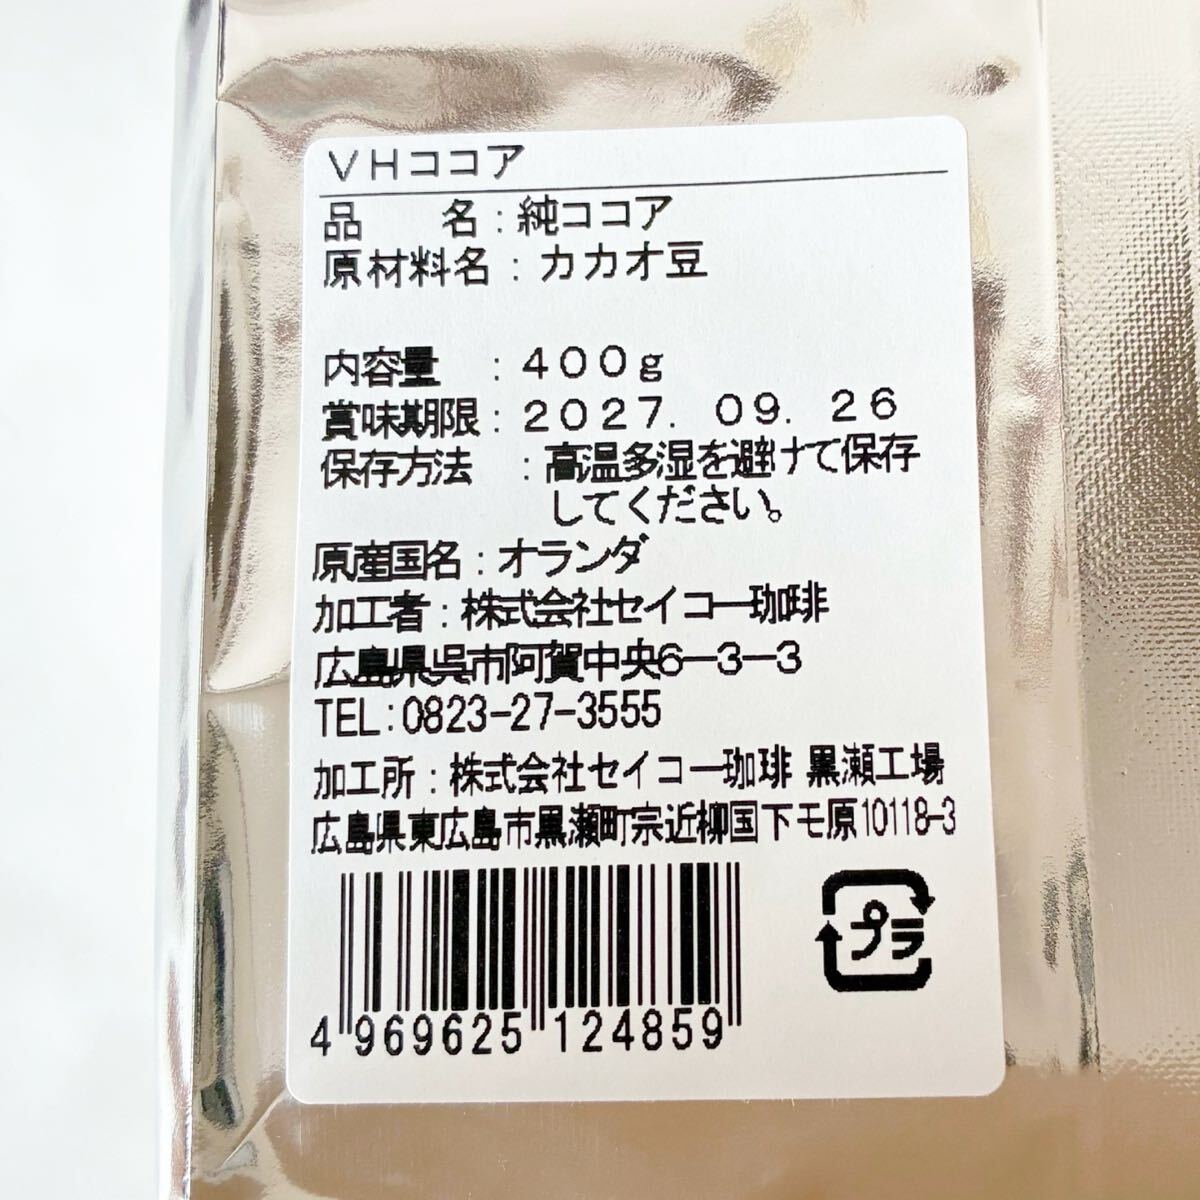 VHココア
品　　名:純ココア
原材料名:カカオ豆
内容量　:400g
賞味期限:2027.09.26
保存方法　:高温多湿を避けて保存
してください。
原産国名:オランダ
加工者:株式会社セイコー珈琲
広島県呉市阿賀中央6-3-3
TEL:0823-27-3555
加工所:株式会社セイコー珈琲 黒瀬工場
広島県東広島市黒瀬町宗近柳国下モ原10118-3
プラ
4 969625 124859